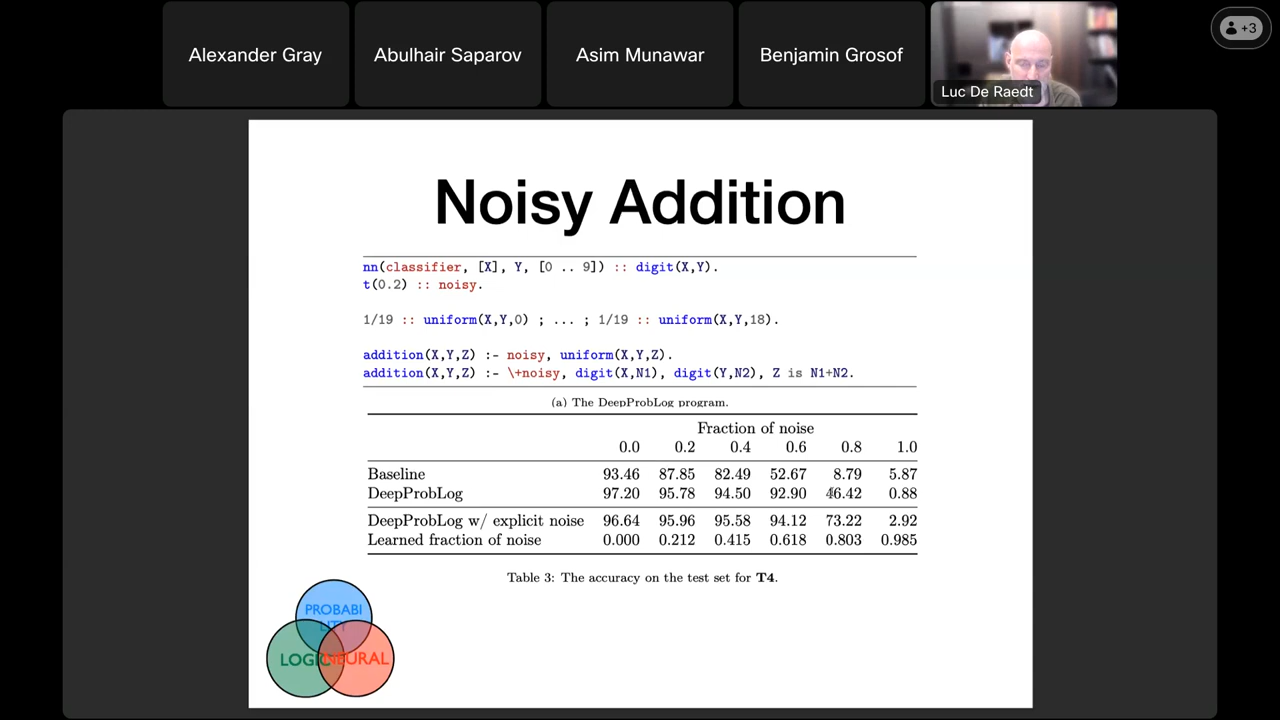 Alexander Gray
Abulhair Saparov
Asim Munawar
Benjamin Grosof
Luc De Raedt
+3
Noisy Addition
nn(classifier, [X], Y, [0 .. 9]) :: digit(X,Y).
t(0.2) :: noisy.
1/19 :: uniform(X,Y,0) ; ... ; 1/19 :: uniform(X,Y,18).
addition(X,Y,Z) :- noisy, uniform(X,Y,Z).
addition(X,Y,Z) :- \+noisy, digit(X,N1), digit(Y,N2), Z is N1+N2.
(a) The DeepProbLog program.
Fraction of noise
0.0 0.2 0.4 0.6 0.8 1.0
Baseline 93.46 87.85 82.49 52.67 8.79 5.87
DeepProbLog 97.20 95.78 94.50 92.90 46.42 0.88
DeepProbLog w/ explicit noise 96.64 95.96 95.58 94.12 73.22 2.92
Learned fraction of noise 0.000 0.212 0.415 0.618 0.803 0.985
Table 3: The accuracy on the test set for T4.
PROBABI
LITY
LOGIC NEURAL